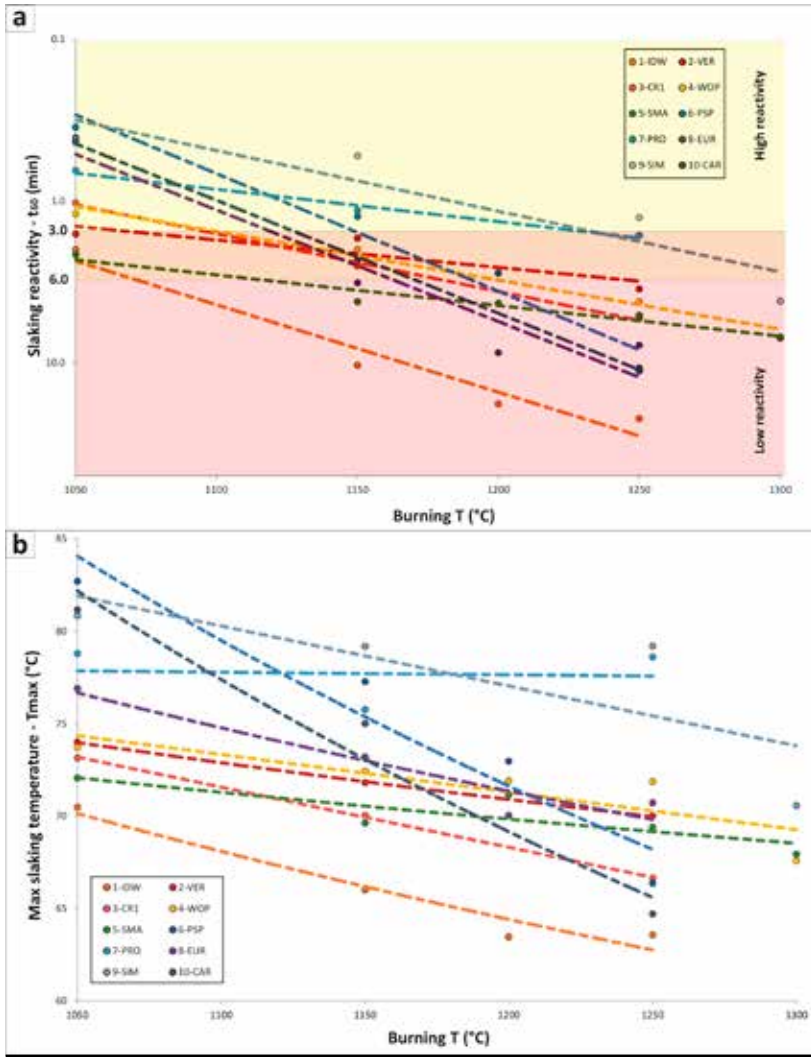 a
0.1
1.0
3.0
6.0
10.0
Slaking reactivity - t₆₀ (min)
1-IDW 2-VER
3-CR1 4-WOP
5-SMA 6-PSP
7-PRO 8-EUR
9-SIM 10-CAR
High reactivity
Low reactivity
1050 1100 1150 1200 1250 1300
Burning T (°C)
b
85
80
75
70
65
60
Max slaking temperature - Tmax (°C)
1-IDW 2-VER
3-CR1 4-WOP
5-SMA 6-PSP
7-PRO 8-EUR
9-SIM 10-CAR
1050 1100 1150 1200 1250 1300
Burning T (°C)